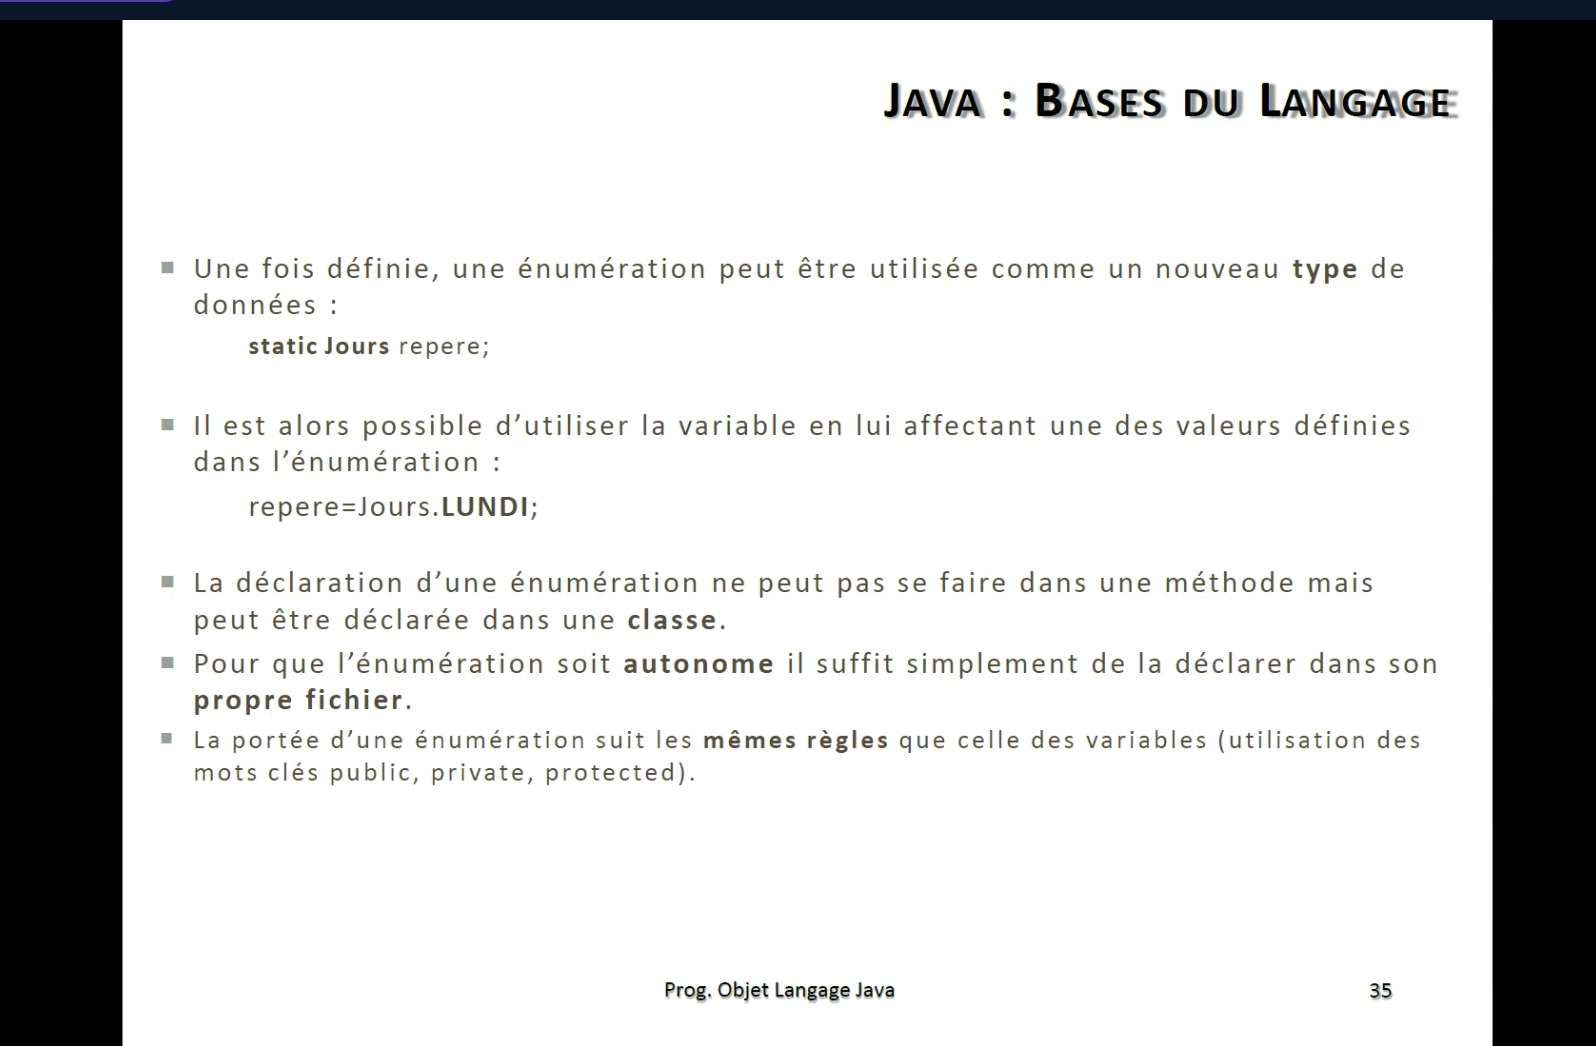 JAVA : BASES DU LANGAGE
Une fois définie, une énumération peut être utilisée comme un nouveau type de
données :
static Jours repere;
Il est alors possible d’utiliser la variable en lui affectant une des valeurs définies
dans l’énumération :
repere=Jours.LUNDI;
La déclaration d’une énumération ne peut pas se faire dans une méthode mais
peut être déclarée dans une classe.
Pour que l’énumération soit autonome il suffit simplement de la déclarer dans son
propre fichier.
La portée d’une énumération suit les mêmes règles que celle des variables (utilisation des
mots clés public, private, protected).
Prog. Objet Langage Java
35